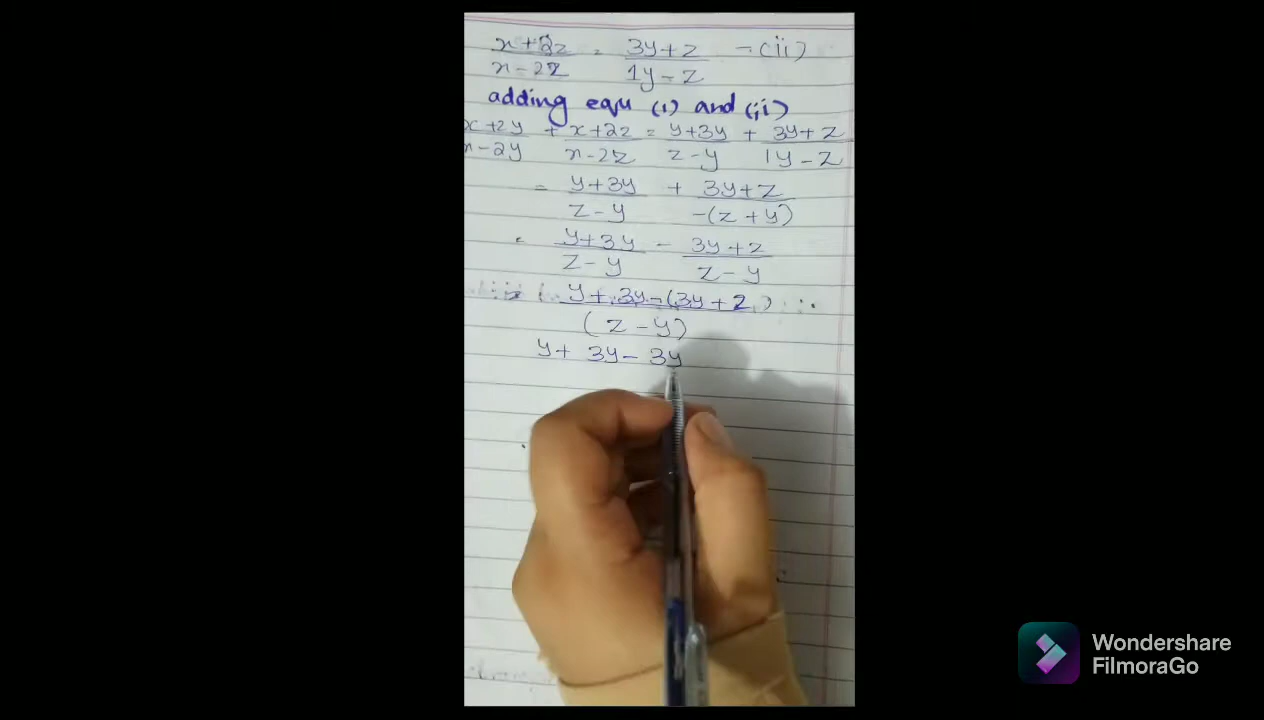 x+2z/x-2z = 3y+z/1y-z -(ii)
adding equ (i) and (ii)
x+2y/x-2y + x+2z/x-2z = y+3y/z-y + 3y+z/1y-z
= y+3y/z-y + 3y+z/-(z+y)
= y+3y/z-y - 3y+z/z-y
= y+3y-(3y+z)/(z-y)
y+ 3y- 3y
Wondershare
FilmoraGo